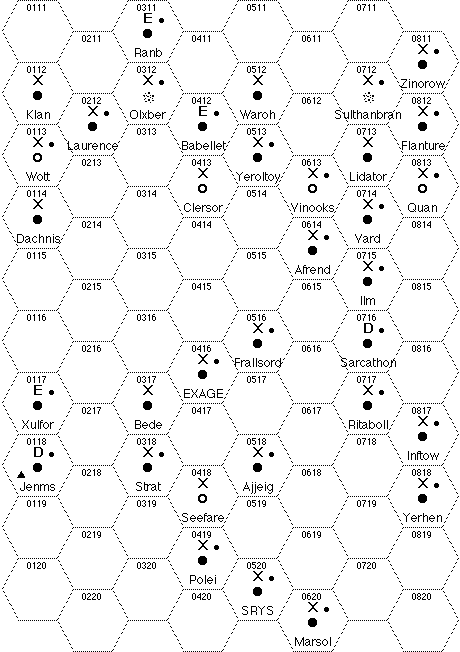 0111 0311 0511 0711
E
0211 0411 0611 0811
Ranb X
0112 0312 0512 0712
X X X X
Zinorow
0212 0412 0612 0812
X E X
Klan Olxber Waroh Sulthanbran
0113 0313 0513 0713
X X X
Laurence Babellet Flanture
0213 0413 0613 0813
X X X
Wott Yeroltoy Lidator
0114 0314 0514 0714
X X
Clersor Vinooks Quan
0214 0414 0614 0814
X
Dachnis Vard
0115 0315 0515 0715
X
Afrend
0215 0415 0615 0815
Ilm
0116 0316 0516 0716
X D
0216 0416 0616 0816
X
Frallsord Sarcathon
0117 0317 0517 0717
E X X
EXAGE
0217 0417 0617 0817
X
Xulfor Bede Ritaboll
0118 0318 0518 0718
D X X
Inftow
0218 0418 0618 0818
X X
Jenms Strat Ajjeig
0119 0319 0519 0719
Seefare Yerhen
0219 0419 0619 0819
X
0120 0320 0520 0720
X
Polei
0220 0420 0620 0820
X
SRYS
Marsol